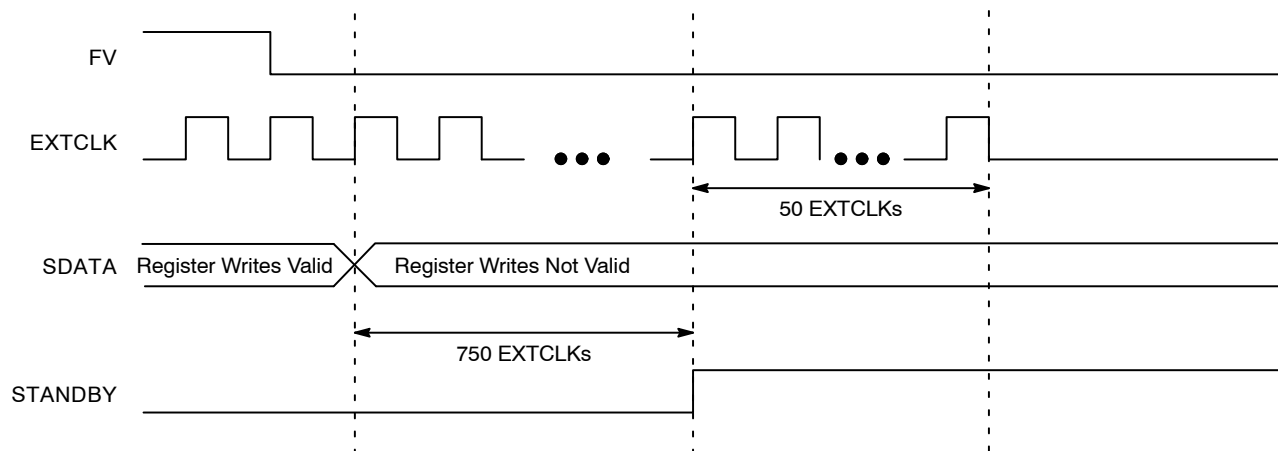 FV
EXTCLK
50 EXTCLKs
SDATA
Register Writes Valid
Register Writes Not Valid
750 EXTCLKs
STANDBY